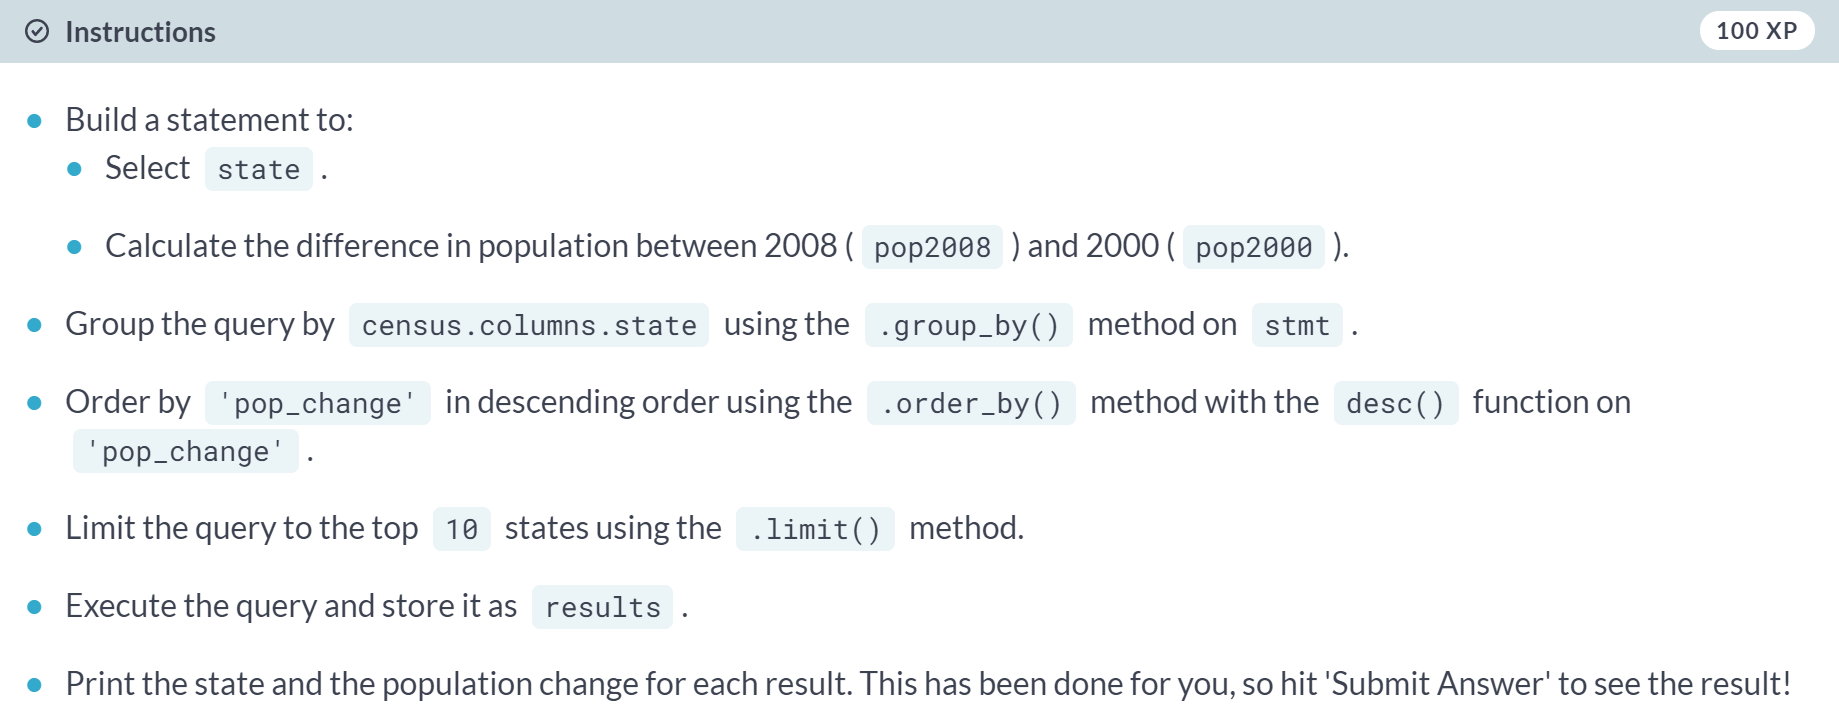 Instructions
100 XP
Build a statement to:
Select state .
Calculate the difference in population between 2008 ( pop2008 ) and 2000 ( pop2000 ).
Group the query by census.columns.state using the .group_by() method on stmt .
Order by 'pop_change' in descending order using the .order_by() method with the desc() function on
'pop_change' .
Limit the query to the top 10 states using the .limit() method.
Execute the query and store it as results .
Print the state and the population change for each result. This has been done for you, so hit 'Submit Answer' to see the result!